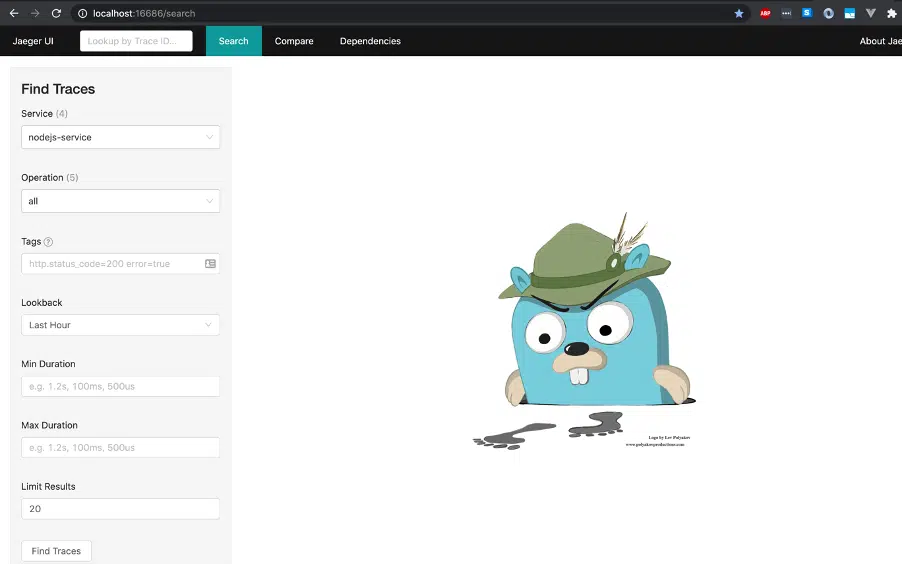 localhost:16686/search
ABP
Jaeger UI
Lookup by Trace ID...
Search
Compare
Dependencies
About Jae
Find Traces
Service (4)
nodejs-service
Operation (5)
all
Tags
http.status_code=200 error=true
Lookback
Last Hour
Min Duration
e.g. 1.2s, 100ms, 500us
Max Duration
e.g. 1.2s, 100ms, 500us
Limit Results
20
Find Traces
Logo by Lev Polyakov
www.polyakovproductions.com